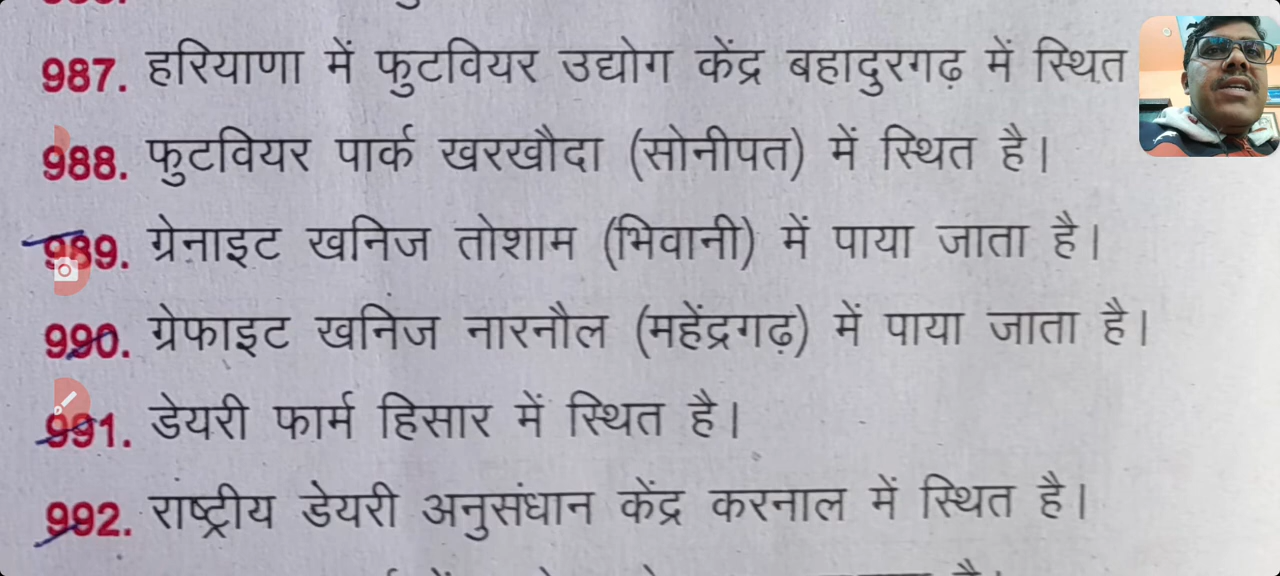 987. हरियाणा में फुटवियर उद्योग केंद्र बहादुरगढ़ में स्थित
988. फुटवियर पार्क खरखौदा (सोनीपत) में स्थित है।
989. ग्रेनाइट खनिज तोशाम (भिवानी) में पाया जाता है।
990. ग्रेफाइट खनिज नारनौल (महेंद्रगढ़) में पाया जाता है।
991. डेयरी फार्म हिसार में स्थित है।
992. राष्ट्रीय डेयरी अनुसंधान केंद्र करनाल में स्थित है।